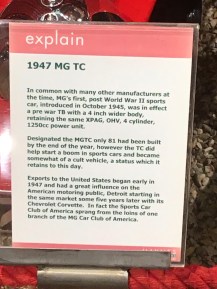 explain
1947 MG TC
In common with many other manufacturers at
the time, MG's first, post World War II sports
car, introduced in October 1945, was in effect
a pre war TB with a 4 inch wider body,
retaining the same XPAG, OHV, 4 cylinder,
1250cc power unit.
Designated the MGTC only 81 had been built
by the end of the year, however the TC did
help start a boom in sports cars and became
somewhat of a cult vehicle, a status which it
retains to this day.
Exports to the United States began early in
1947 and had a great influence on the
American motoring public, Detroit starting in
the same market some five years later with its
Chevrolet Corvette. In fact the Sports Car
Club of America sprang from the loins of one
branch of the MG Car Club of America.